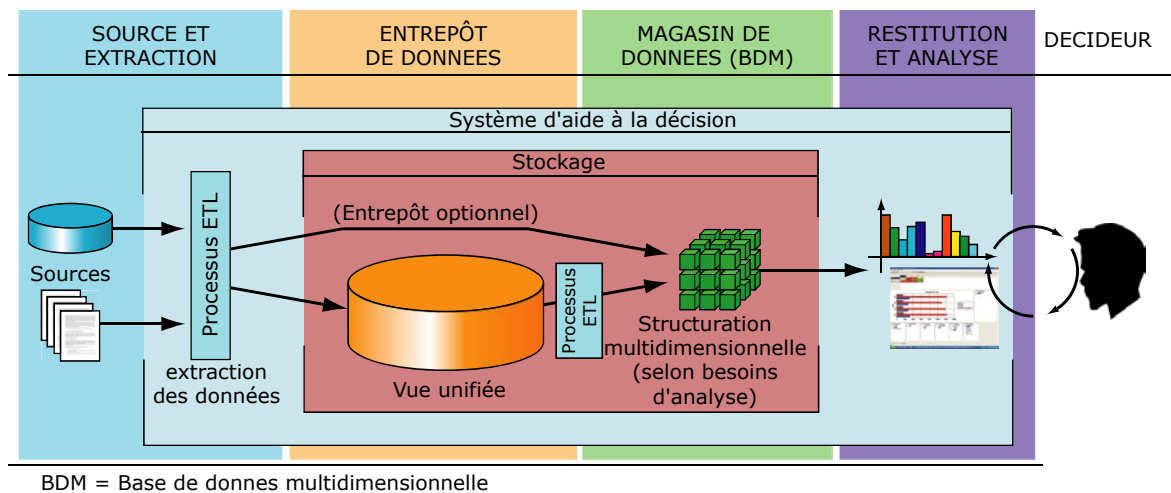 SOURCE ET
EXTRACTION
ENTREPÔT
DE DONNEES
MAGASIN DE
DONNEES (BDM)
RESTITUTION
ET ANALYSE
DECIDEUR
Système d'aide à la décision
Stockage
(Entrepôt optionnel)
Processus ETL
Sources
Processus
ETL
Structuration
multidimensionnelle
(selon besoins
d'analyse)
extraction
des données
Vue unifiée
BDM = Base de donnes multidimensionnelle